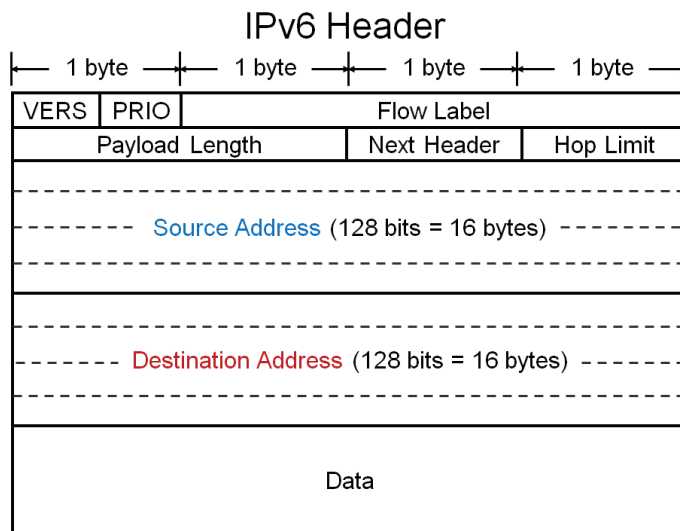 IPv6 Header
1 byte 1 byte 1 byte 1 byte
VERS PRIO Flow Label
Payload Length Next Header Hop Limit
Source Address (128 bits = 16 bytes)
Destination Address (128 bits = 16 bytes)
Data